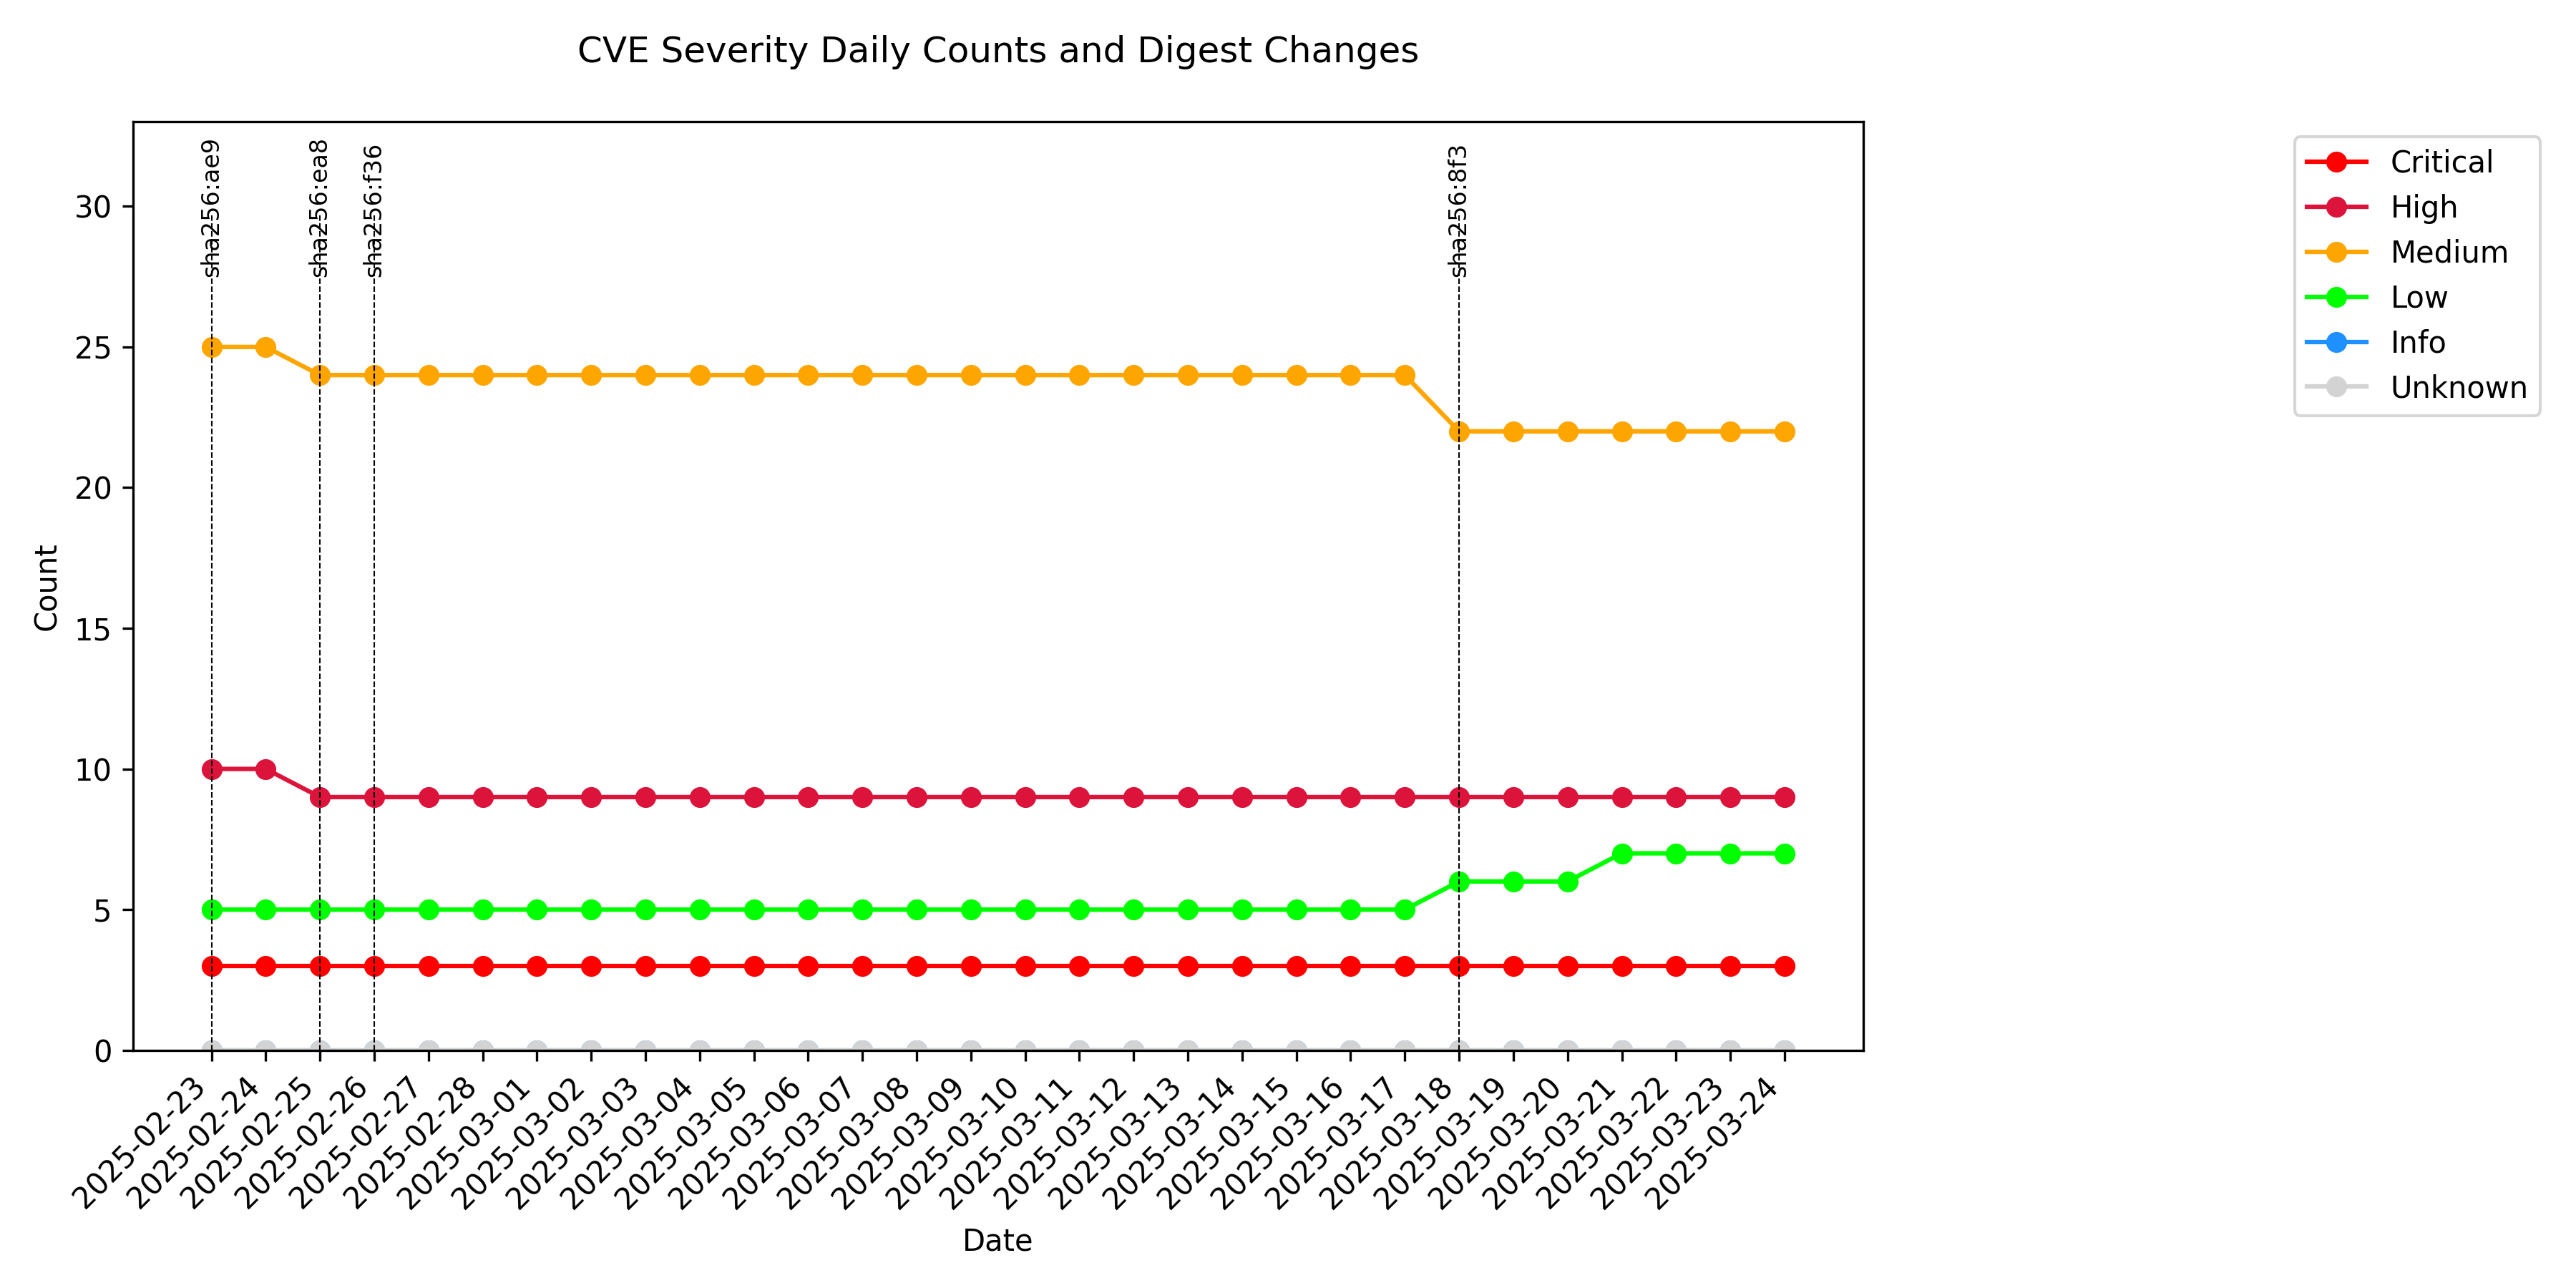 CVE Severity Daily Counts and Digest Changes
sha256:ae9
sha256:ea8
sha256:f36
sha256:8f3
Critical
High
Medium
Low
Info
Unknown
Count
30
25
20
15
10
5
0
2025-02-23
2025-02-24
2025-02-25
2025-02-26
2025-02-27
2025-02-28
2025-03-01
2025-03-02
2025-03-03
2025-03-04
2025-03-05
2025-03-06
2025-03-07
2025-03-08
2025-03-09
2025-03-10
2025-03-11
2025-03-12
2025-03-13
2025-03-14
2025-03-15
2025-03-16
2025-03-17
2025-03-18
2025-03-19
2025-03-20
2025-03-21
2025-03-22
2025-03-23
2025-03-24
Date